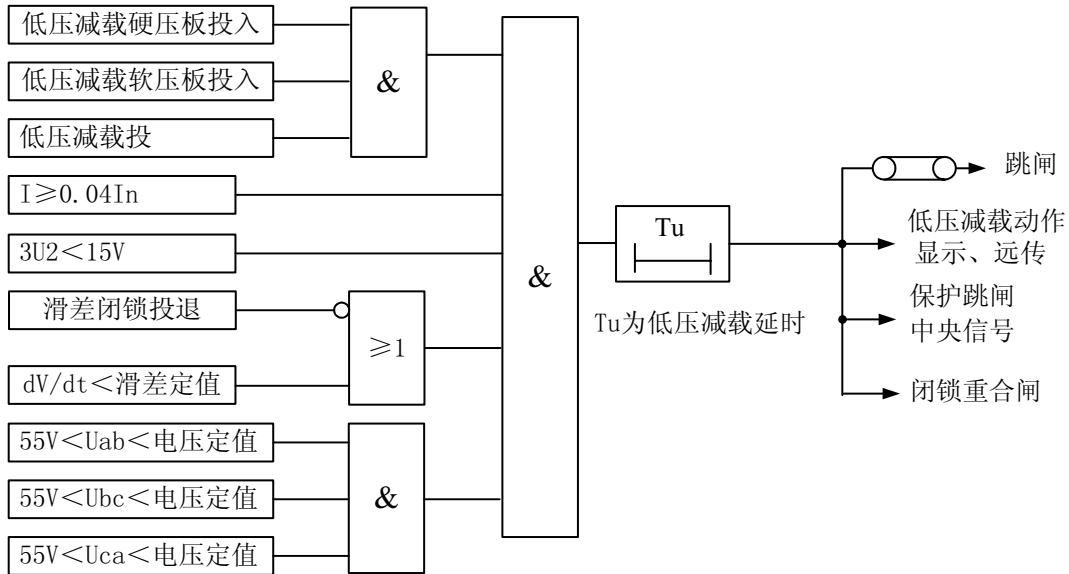 低压减载硬压板投入
低压减载软压板投入
低压减载投
&
I≥0.04In
3U2＜15V
滑差闭锁投退
dV/dt＜滑差定值
≥1
55V＜Uab＜电压定值
55V＜Ubc＜电压定值
55V＜Uca＜电压定值
&
&
Tu
Tu为低压减载延时
跳闸
低压减载动作
显示、远传
保护跳闸
中央信号
闭锁重合闸